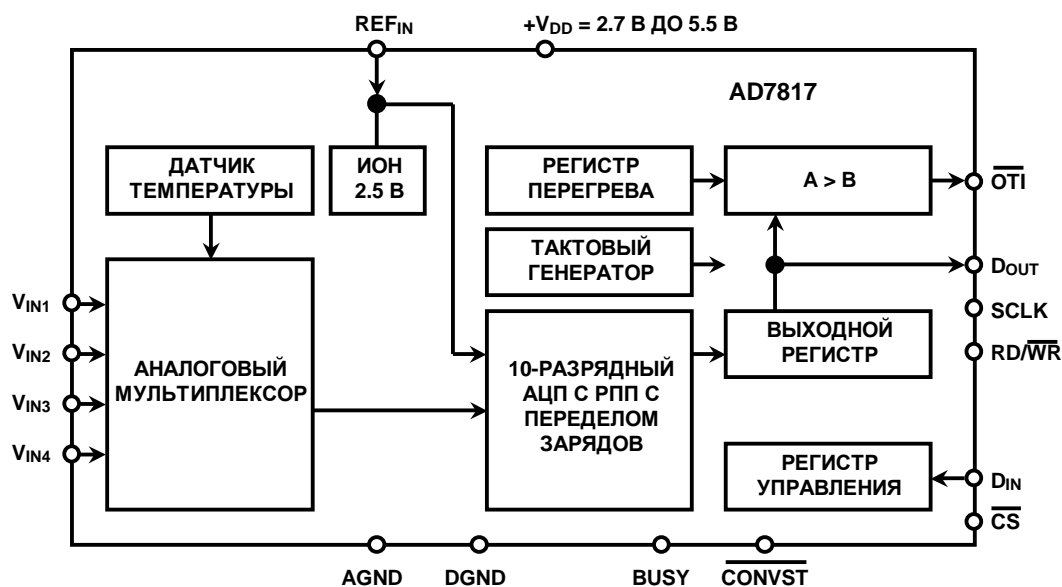 REFIN
+VDD = 2.7 В ДО 5.5 В
AD7817
ДАТЧИК
ТЕМПЕРАТУРЫ
ИОН
2.5 В
РЕГИСТР
ПЕРЕГРЕВА
A > B
OTI
ТАКТОВЫЙ
ГЕНЕРАТОР
DOUT
VIN1
VIN2
VIN3
VIN4
АНАЛОГОВЫЙ
МУЛЬТИПЛЕКСОР
10-РАЗРЯДНЫЙ
АЦП С РПП С
ПЕРЕДЕЛОМ
ЗАРЯДОВ
ВЫХОДНОЙ
РЕГИСТР
SCLK
RD/WR
РЕГИСТР
УПРАВЛЕНИЯ
DIN
CS
AGND
DGND
BUSY
CONVST